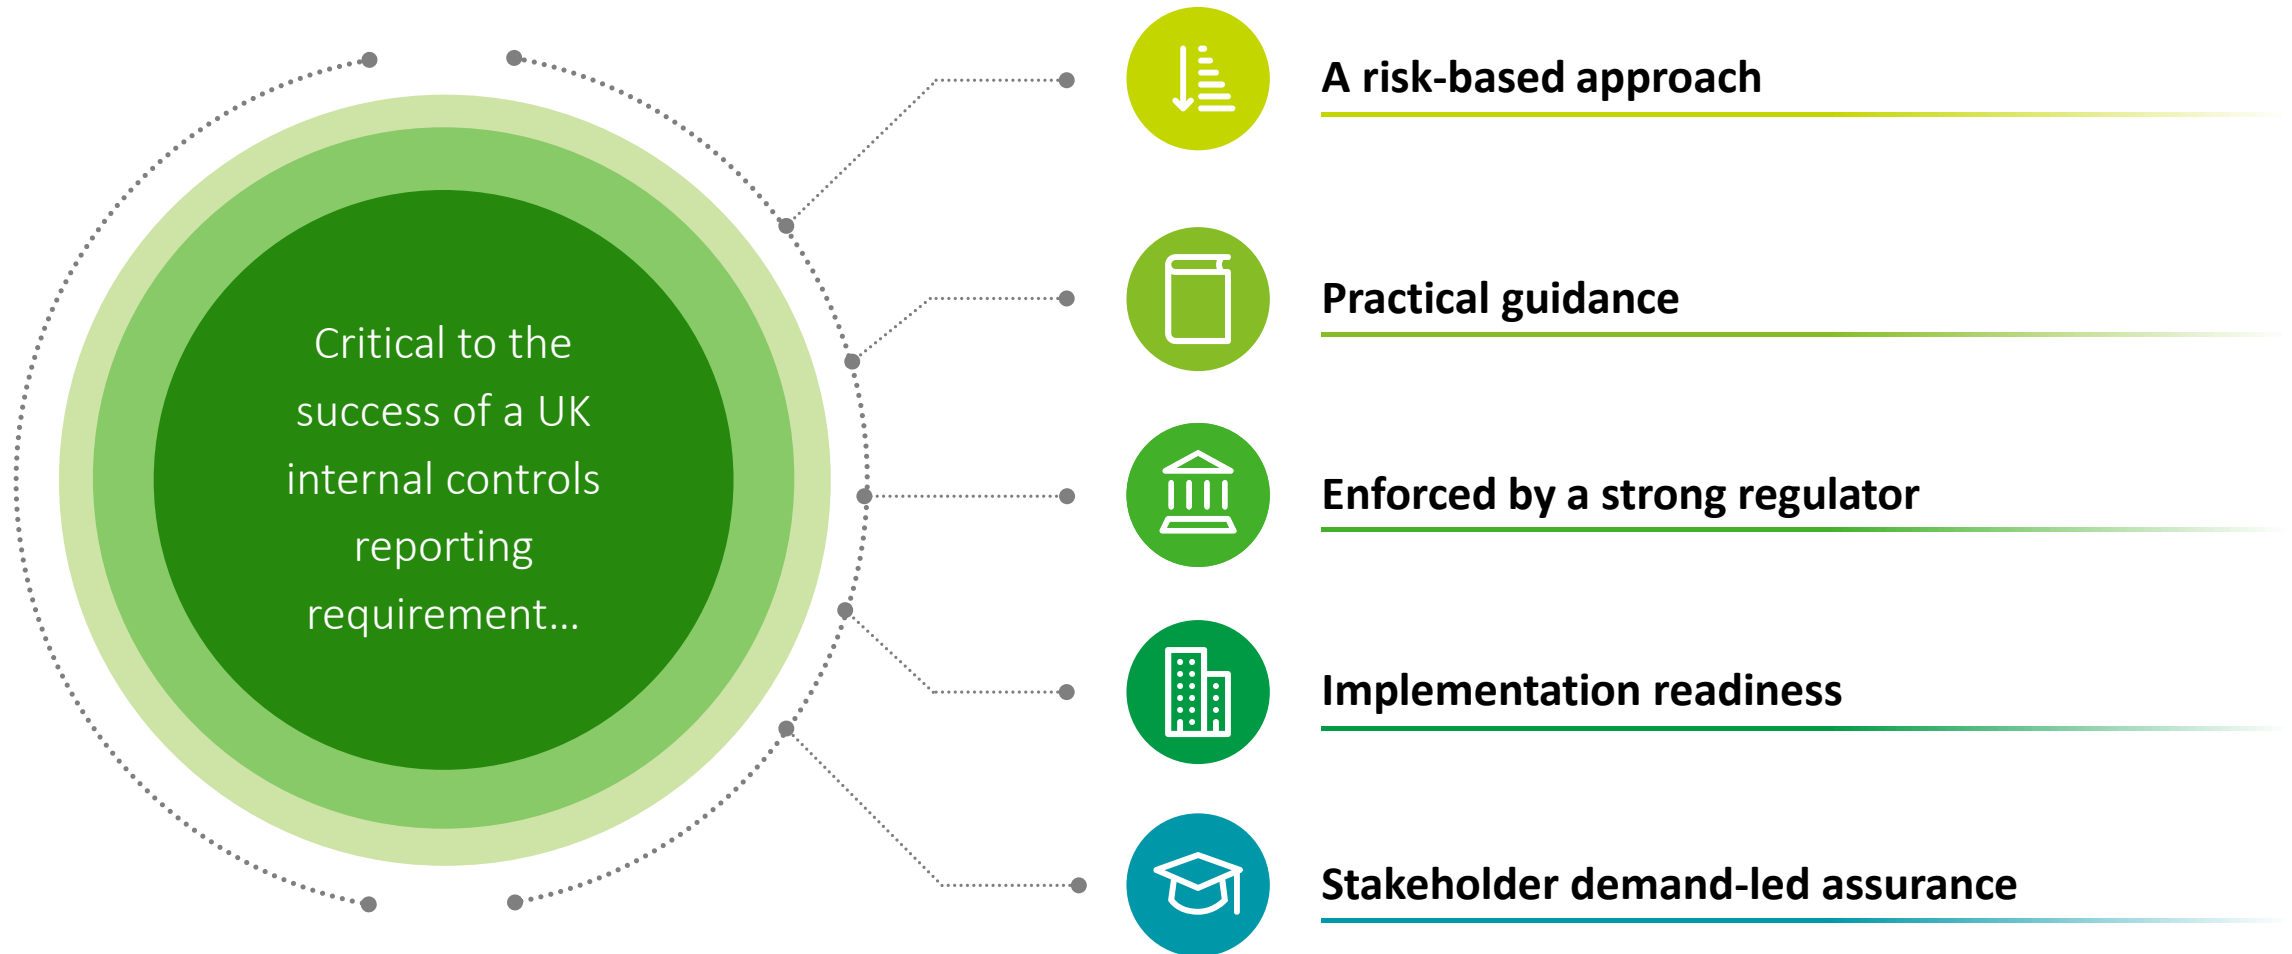 Critical to the
success of a UK
internal controls
reporting
requirement...
A risk-based approach
Practical guidance
Enforced by a strong regulator
Implementation readiness
Stakeholder demand-led assurance